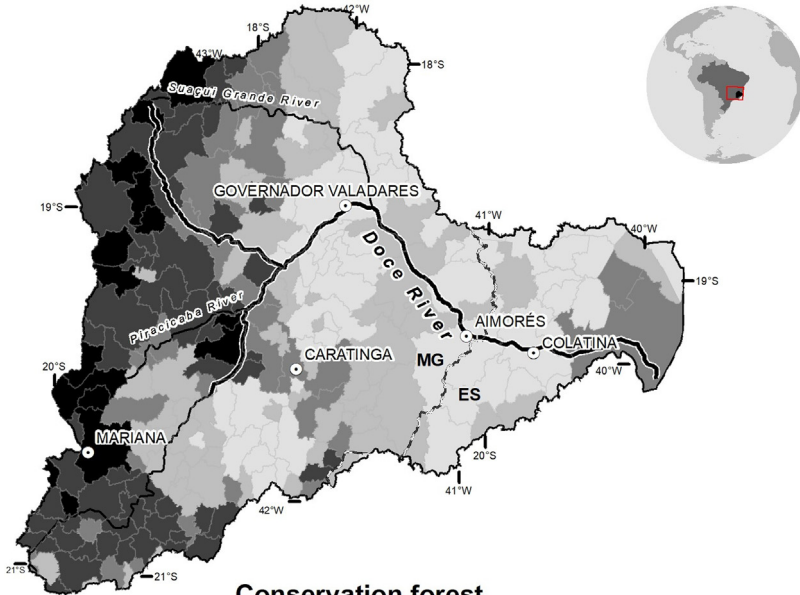 42°W
18°S
43°W
18°S
Suaçui Grande River
GOVERNADOR VALADARES
19°S
41°W
40°W
Doce River
19°S
Piracicaba River
AIMORÉS
COLATINA
CARATINGA
MG
40°W
20°S
ES
MARIANA
20°S
41°W
42°W
21°S
21°S
Conservation forest